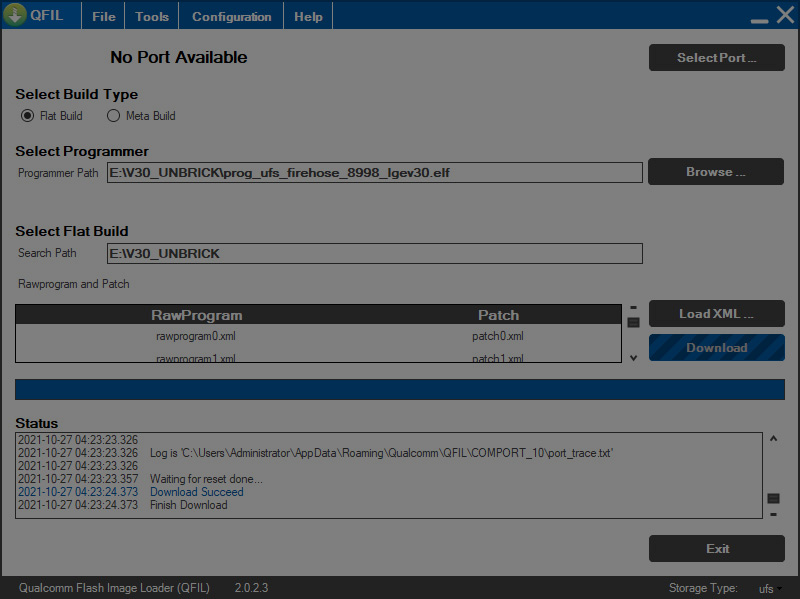 QFIL File Tools Configuration Help
No Port Available
Select Port ...
Select Build Type
Flat Build Meta Build
Select Programmer
Programmer Path E:\V30_UNBRICK\prog_ufs_firehose_8998_lgev30.elf Browse ...
Select Flat Build
Search Path E:\V30_UNBRICK
Rawprogram and Patch
RawProgram Patch
Load XML ...
rawprogram0.xml patch0.xml
Download
rawprogram1.xml patch1.xml
Status
2021-10-27 04:23:23.326
2021-10-27 04:23:23.326 Log is 'C:\Users\Administrator\AppData\Roaming\Qualcomm\QFIL\COMPORT_10\port_trace.txt'
2021-10-27 04:23:23.326
2021-10-27 04:23:23.357 Waiting for reset done...
2021-10-27 04:23:24.373 Download Succeed
2021-10-27 04:23:24.373 Finish Download
Exit
Qualcomm Flash Image Loader (QFIL) 2.0.2.3 Storage Type: ufs